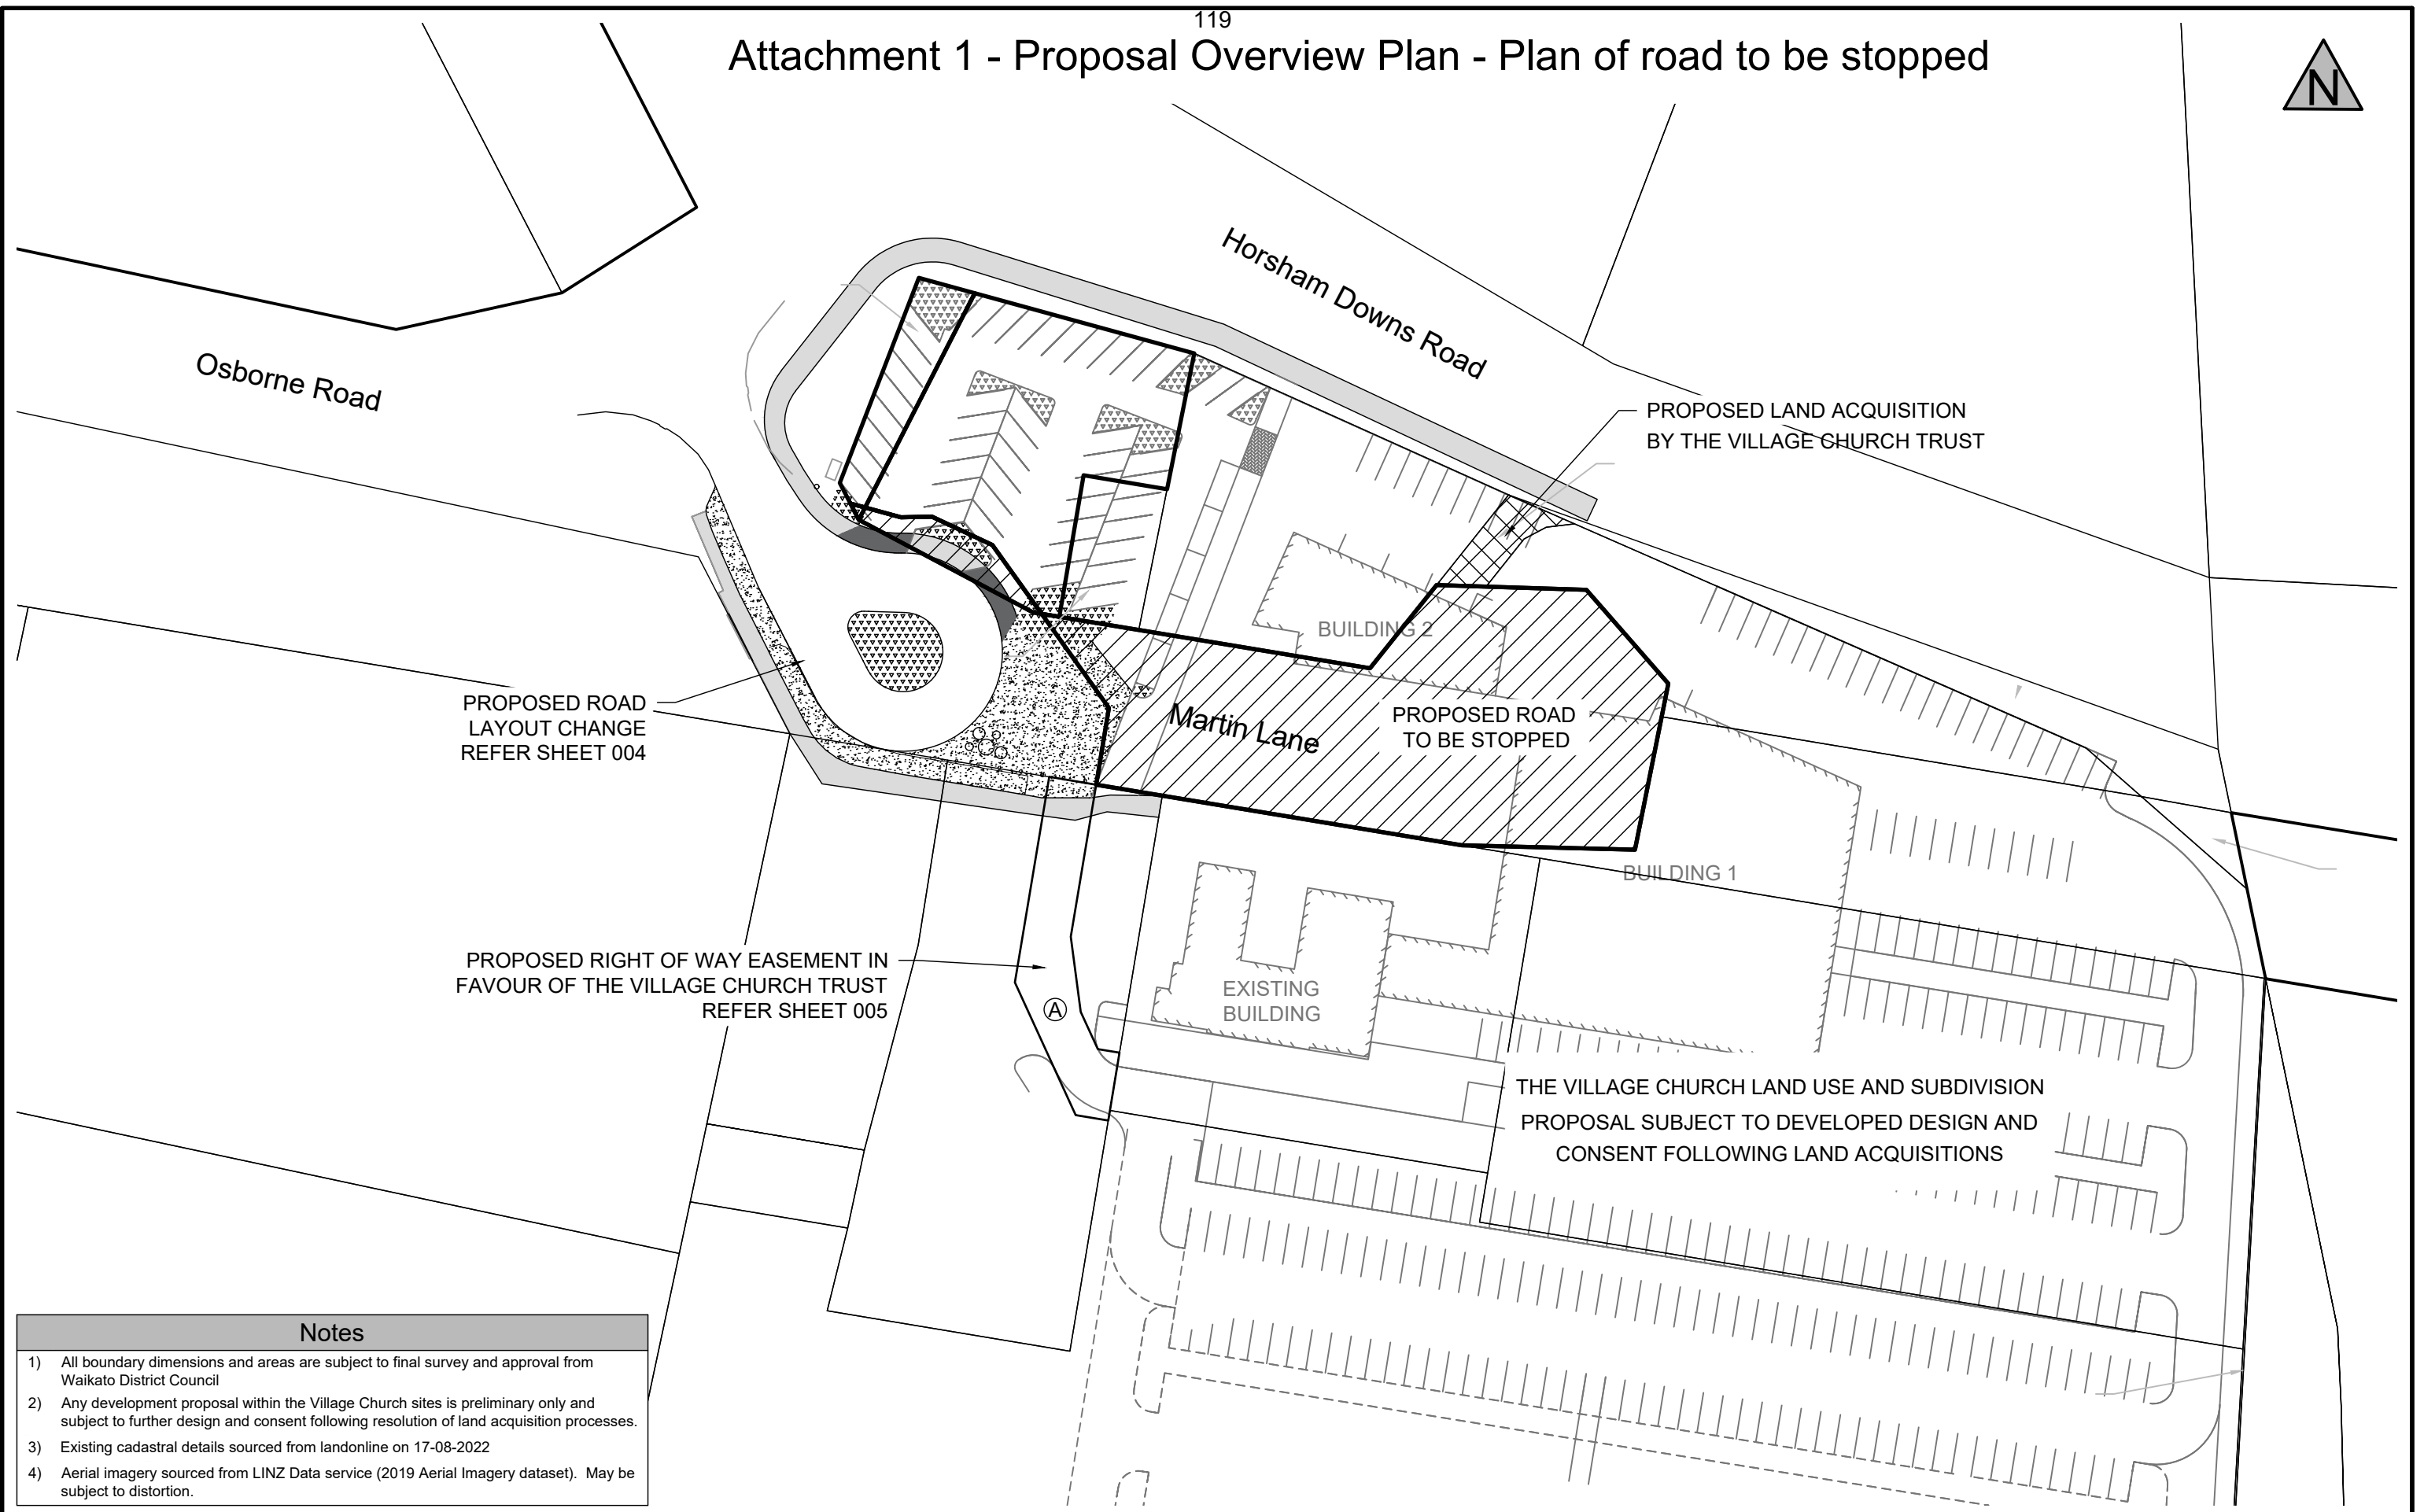 119
Attachment 1 - Proposal Overview Plan - Plan of road to be stopped
N
Horsham Downs Road
Osborne Road
PROPOSED LAND ACQUISITION
BY THE VILLAGE CHURCH TRUST
BUILDING 2
PROPOSED ROAD
LAYOUT CHANGE
REFER SHEET 004
Martin Lane
PROPOSED ROAD
TO BE STOPPED
BUILDING 1
PROPOSED RIGHT OF WAY EASEMENT IN
FAVOUR OF THE VILLAGE CHURCH TRUST
REFER SHEET 005
A
EXISTING
BUILDING
THE VILLAGE CHURCH LAND USE AND SUBDIVISION
PROPOSAL SUBJECT TO DEVELOPED DESIGN AND
CONSENT FOLLOWING LAND ACQUISITIONS
Notes
1) All boundary dimensions and areas are subject to final survey and approval from
Waikato District Council
2) Any development proposal within the Village Church sites is preliminary only and
subject to further design and consent following resolution of land acquisition processes.
3) Existing cadastral details sourced from landonline on 17-08-2022
4) Aerial imagery sourced from LINZ Data service (2019 Aerial Imagery dataset). May be
subject to distortion.